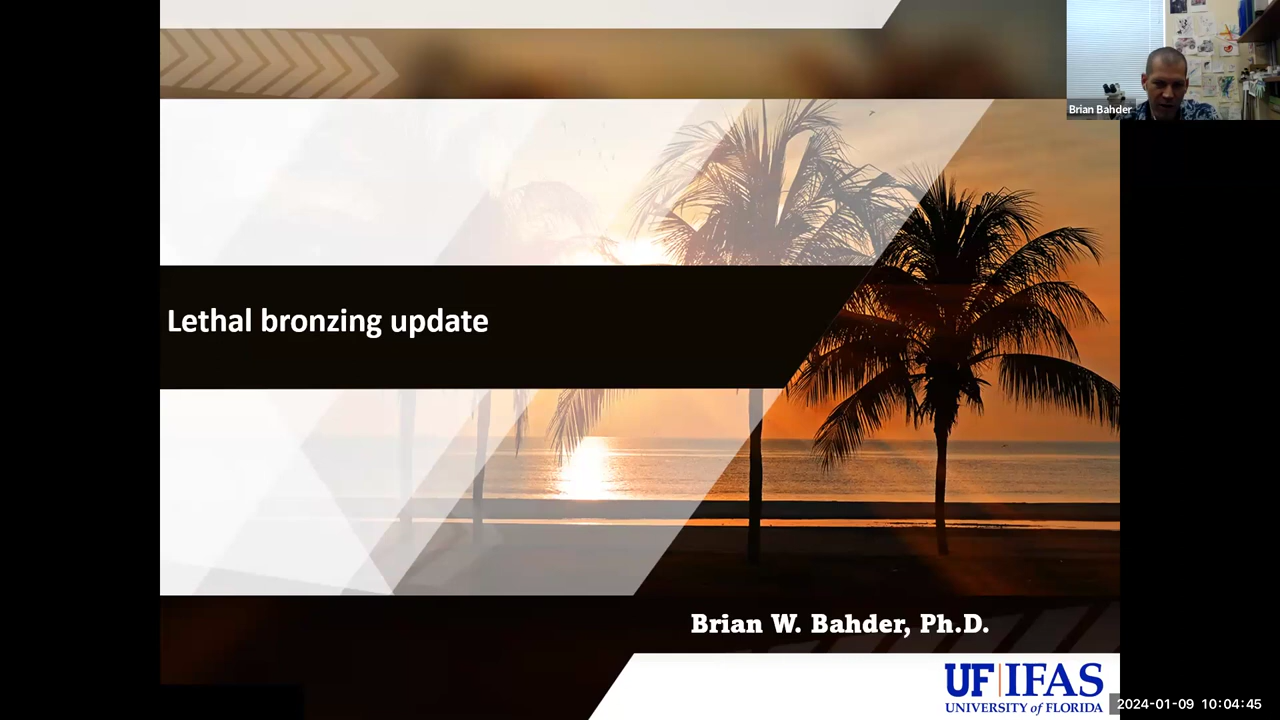 Brian Bahder
Lethal bronzing update
Brian W. Bahder, Ph.D.
UF|IFAS
UNIVERSITY of FLORIDA
2024-01-09 10:04:45